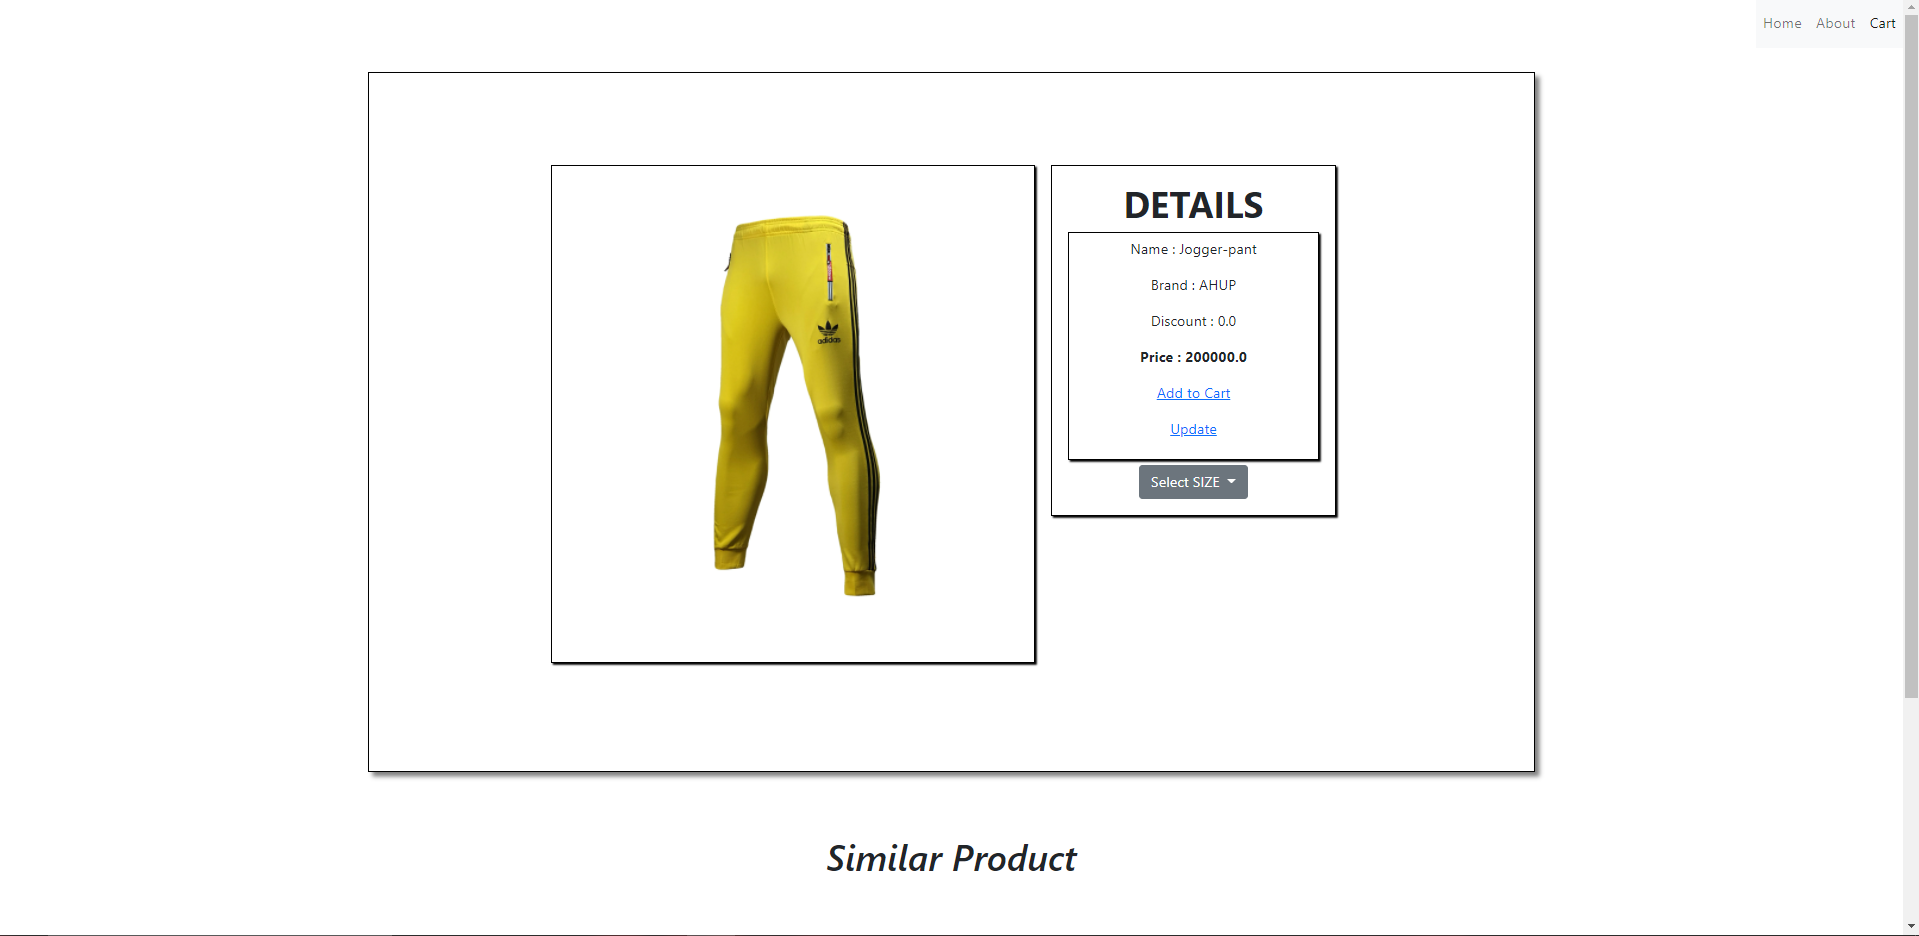 Home About Cart
DETAILS
Name : Jogger-pant
Brand : AHUP
Discount : 0.0
Price : 200000.0
Add to Cart
Update
Select SIZE
adidas
Similar Product